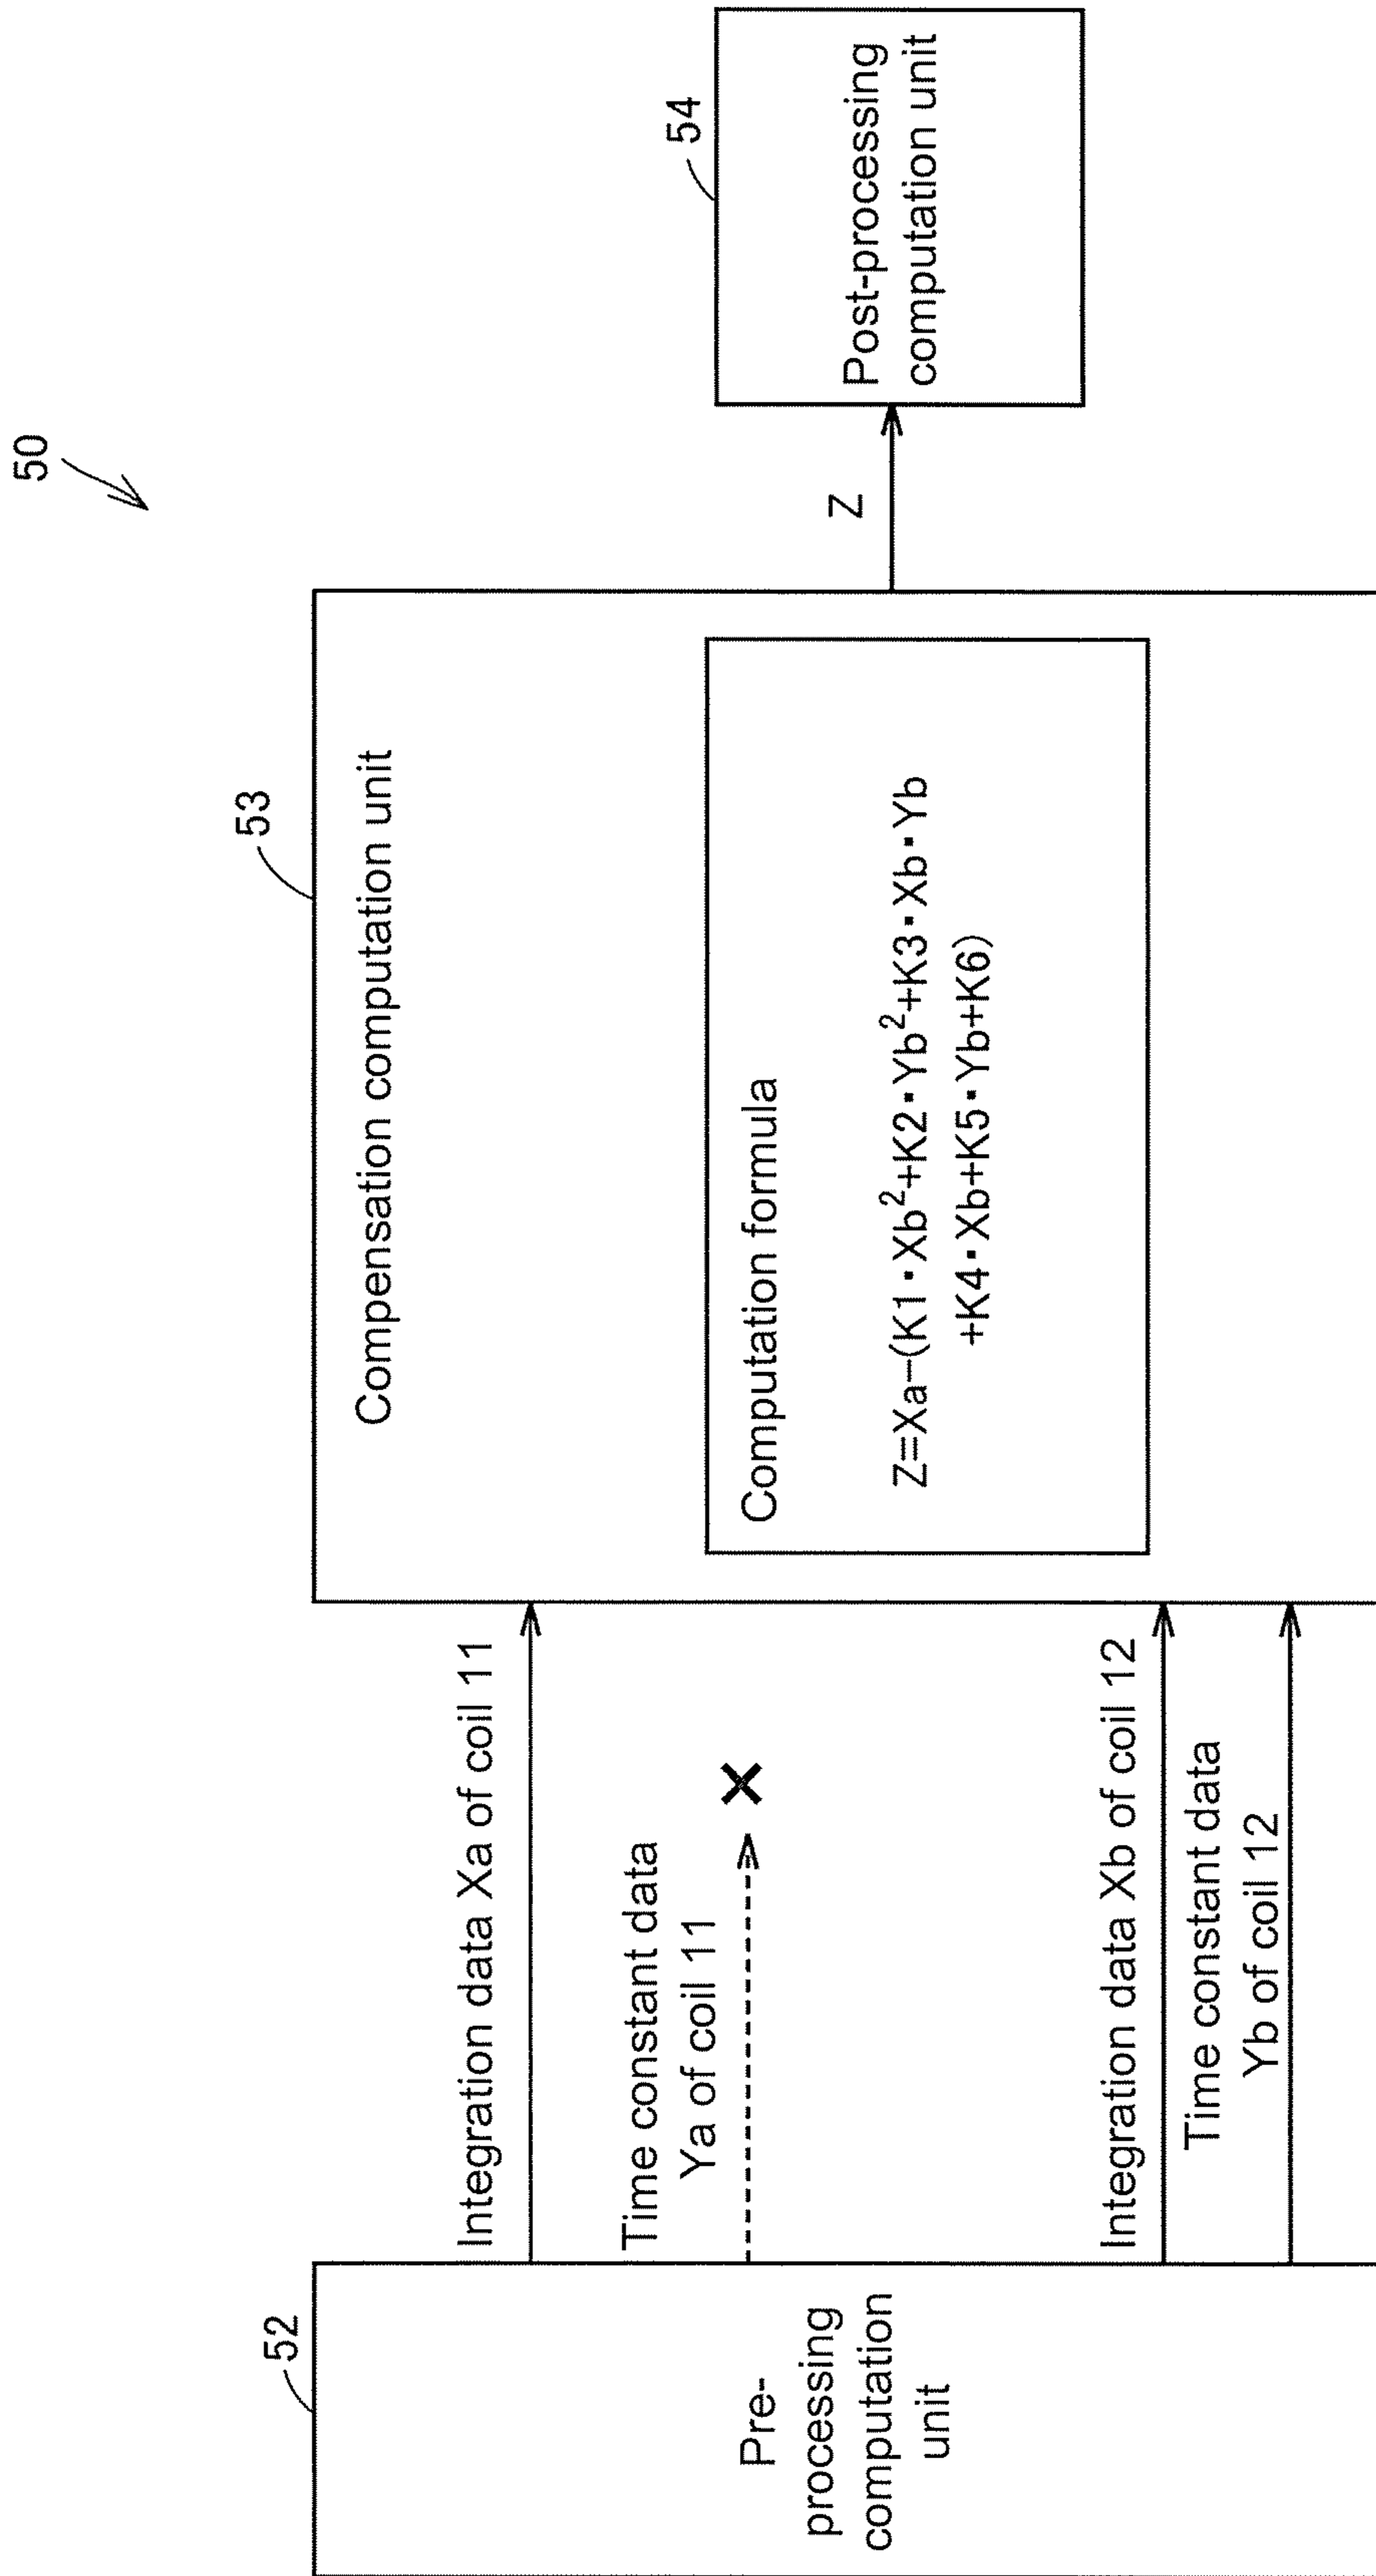 50
52
Pre-
processing
computation
unit
Integration data Xa of coil 11
Time constant data
Ya of coil 11
×
Integration data Xb of coil 12
Time constant data
Yb of coil 12
53
Compensation computation unit
Computation formula
Z=Xa−(K1・Xb²+K2・Yb²+K3・Xb・Yb
+K4・Xb+K5・Yb+K6)
Z
54
Post-processing
computation unit